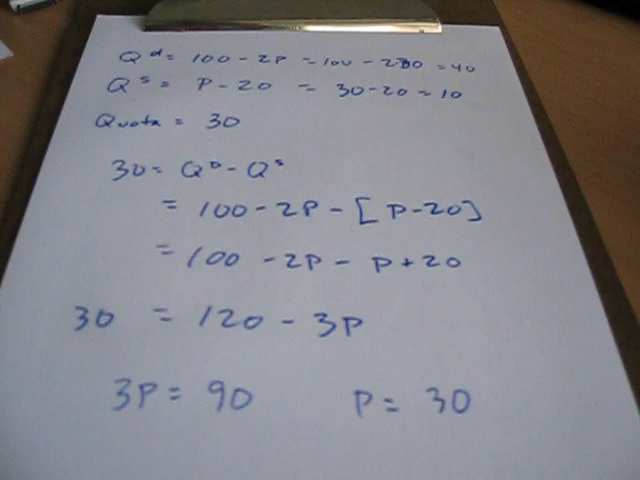 Qᵈ = 100 - 2P = 100 - 2·30 = 40
Qˢ = P - 20 = 30 - 20 = 10
Quota = 30
30 = Qᴰ - Qˢ
= 100 - 2P - [P - 20]
= 100 - 2P - P + 20
30 = 120 - 3P
3P = 90 P = 30